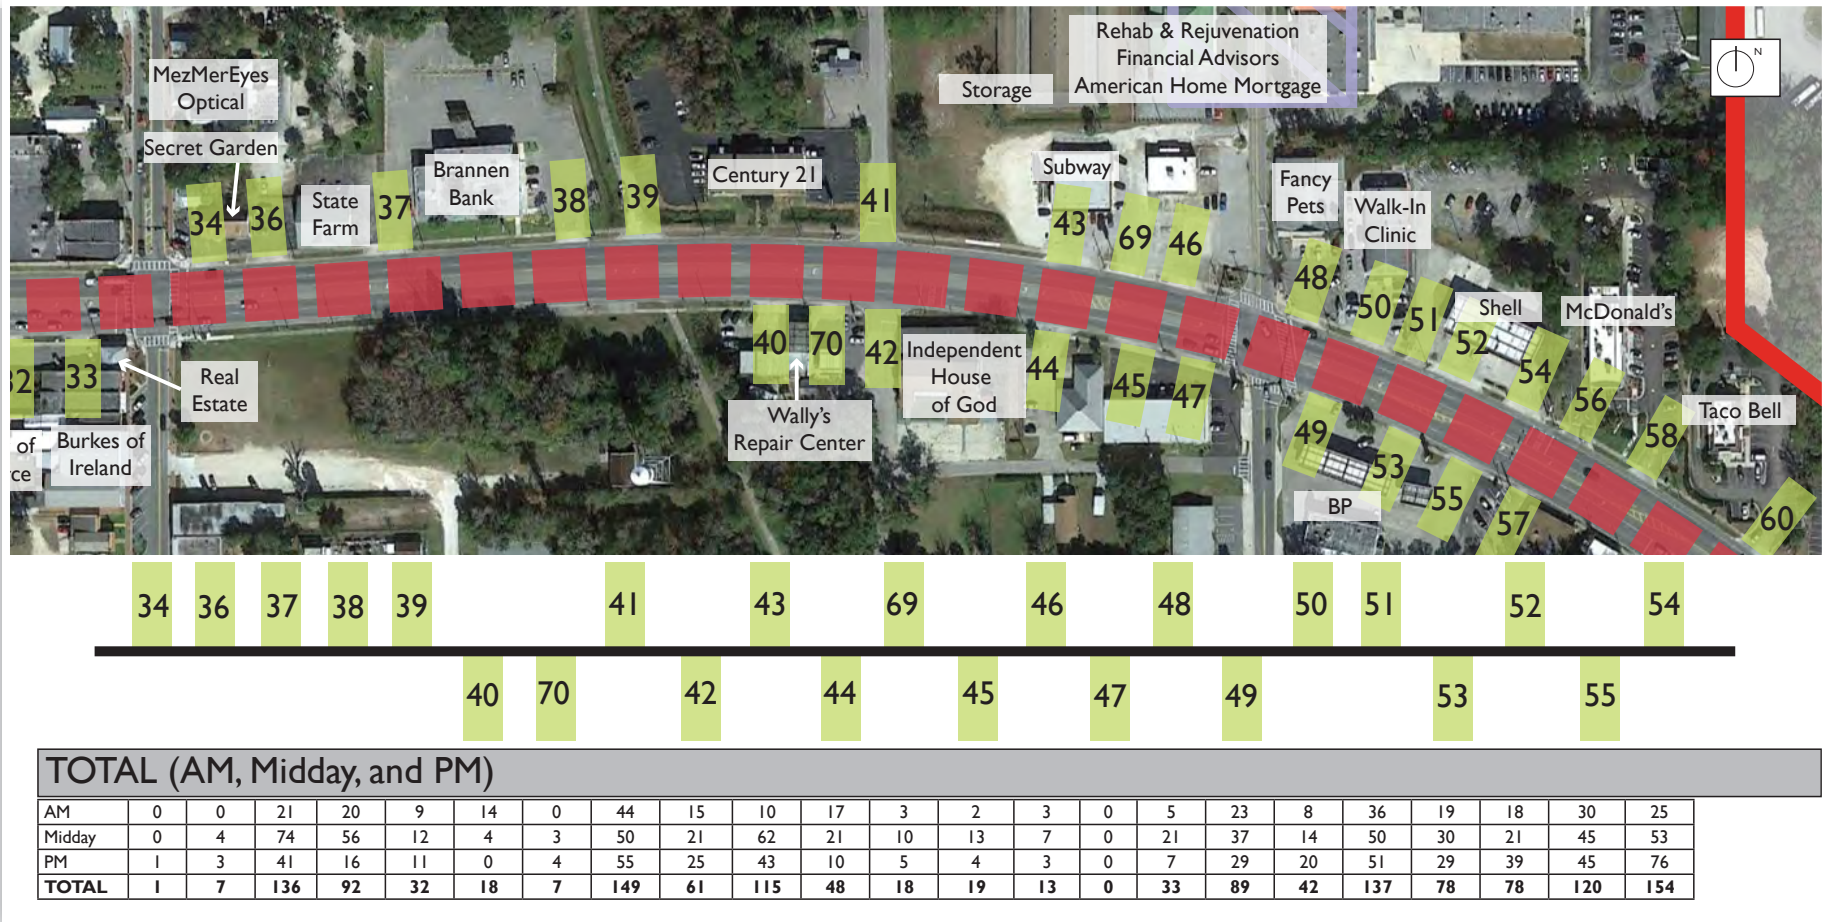 Rehab & Rejuvenation
Financial Advisors
American Home Mortgage
N
MezMerEyes
Optical
Storage
Secret Garden
Subway
Brannen
Bank
Century 21
Fancy
Pets
State
Farm
Walk-In
Clinic
34
36
37
38
39
41
43
69
46
48
50
51
Shell
52
54
McDonald's
56
58
Taco Bell
60
32
33
Real
Estate
40
70
42
Independent
House
of God
44
45
47
Wally's
Repair Center
49
53
55
57
BP
of
ce
Burkes of
Ireland
34 36 37 38 39 41 43 69 46 48 50 51 52 54
40 70 42 44 45 47 49 53 55
TOTAL (AM, Midday, and PM)
AM 0 0 21 20 9 14 0 44 15 10 17 3 2 3 0 5 23 8 36 19 18 30 25
Midday 0 4 74 56 12 4 3 50 21 62 21 10 13 7 0 21 37 14 50 30 21 45 53
PM 1 3 41 16 11 0 4 55 25 43 10 5 4 3 0 7 29 20 51 29 39 45 76
TOTAL 1 7 136 92 32 18 7 149 61 115 48 18 19 13 0 33 89 42 137 78 78 120 154